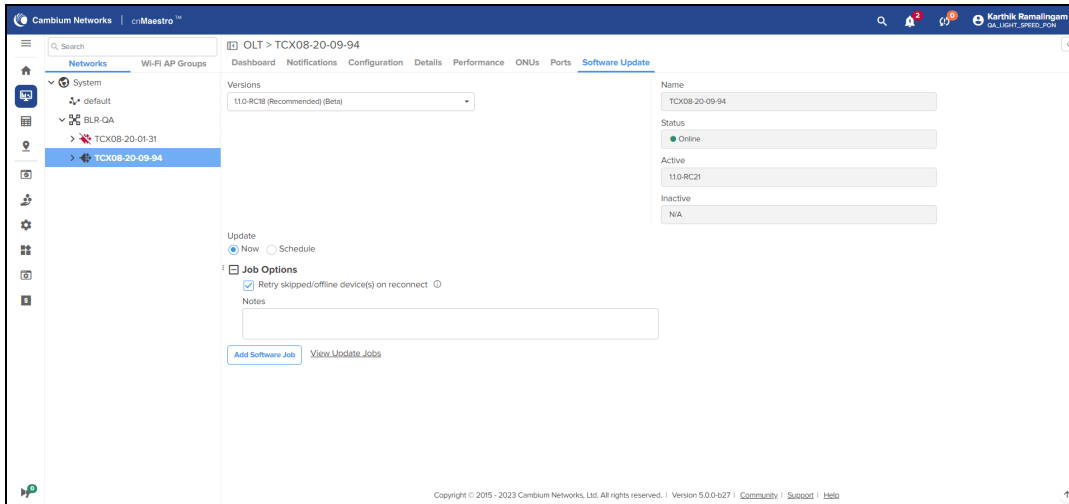 Cambium Networks | cnMaestro™
2
0
Karthik Ramalingam
QA_LIGHT_SPEED_PON
Search
Networks Wi-Fi AP Groups
System
default
BLR-QA
TCX08-20-01-31
TCX08-20-09-94
OLT > TCX08-20-09-94
Dashboard Notifications Configuration Details Performance ONUs Ports Software Update
Versions
1.1.0-RC18 (Recommended) (Beta)
Name
TCX08-20-09-94
Status
Online
Active
1.1.0-RC21
Inactive
N/A
Update
Now Schedule
Job Options
Retry skipped/offline device(s) on reconnect
Notes
Add Software Job View Update Jobs
0
Copyright © 2015 - 2023 Cambium Networks, Ltd, All rights reserved. | Version 5.0.0-b27 | Community | Support | Help